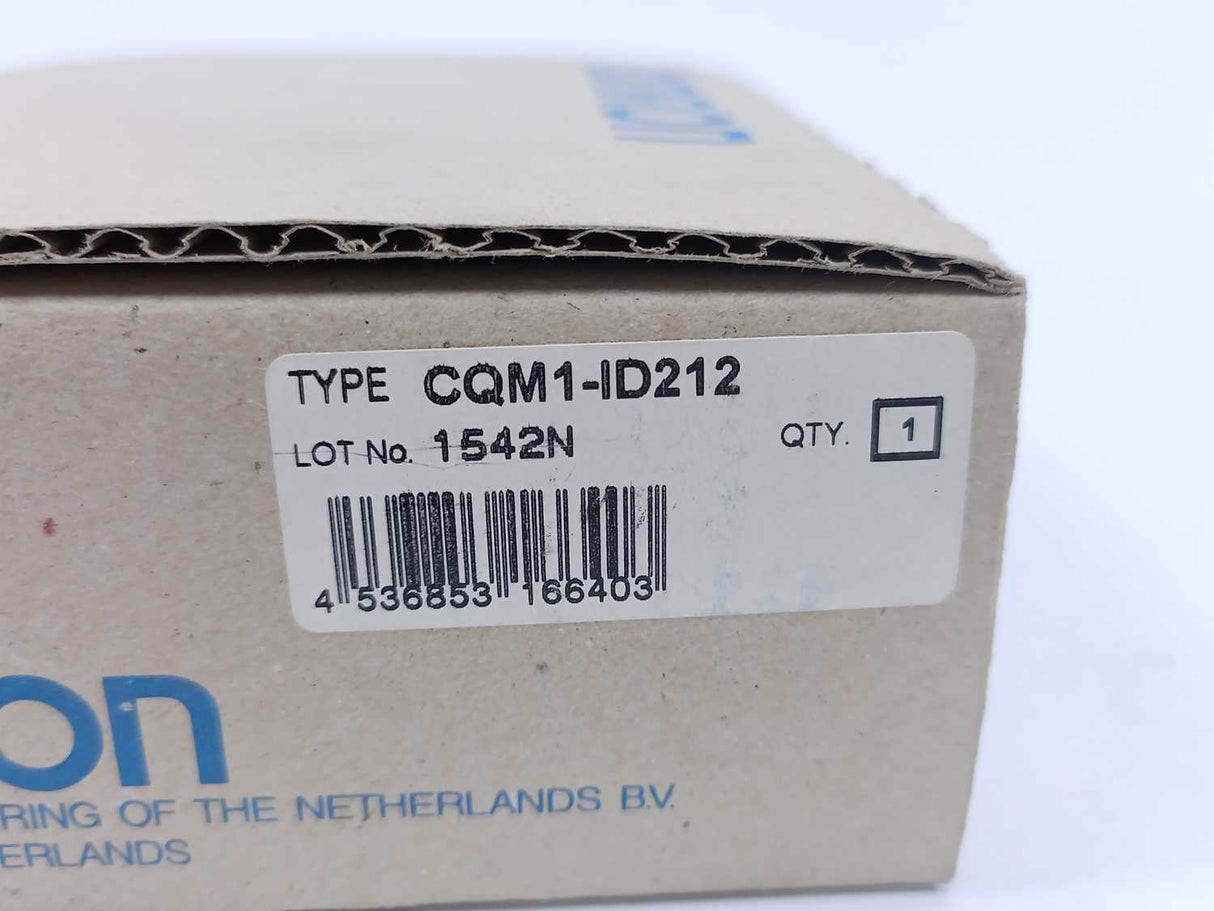 TYPE CQM1-ID212
LOT No. 1542N QTY. 1
4 536853 166403
on
RING OF THE NETHERLANDS B.V.
ERLANDS